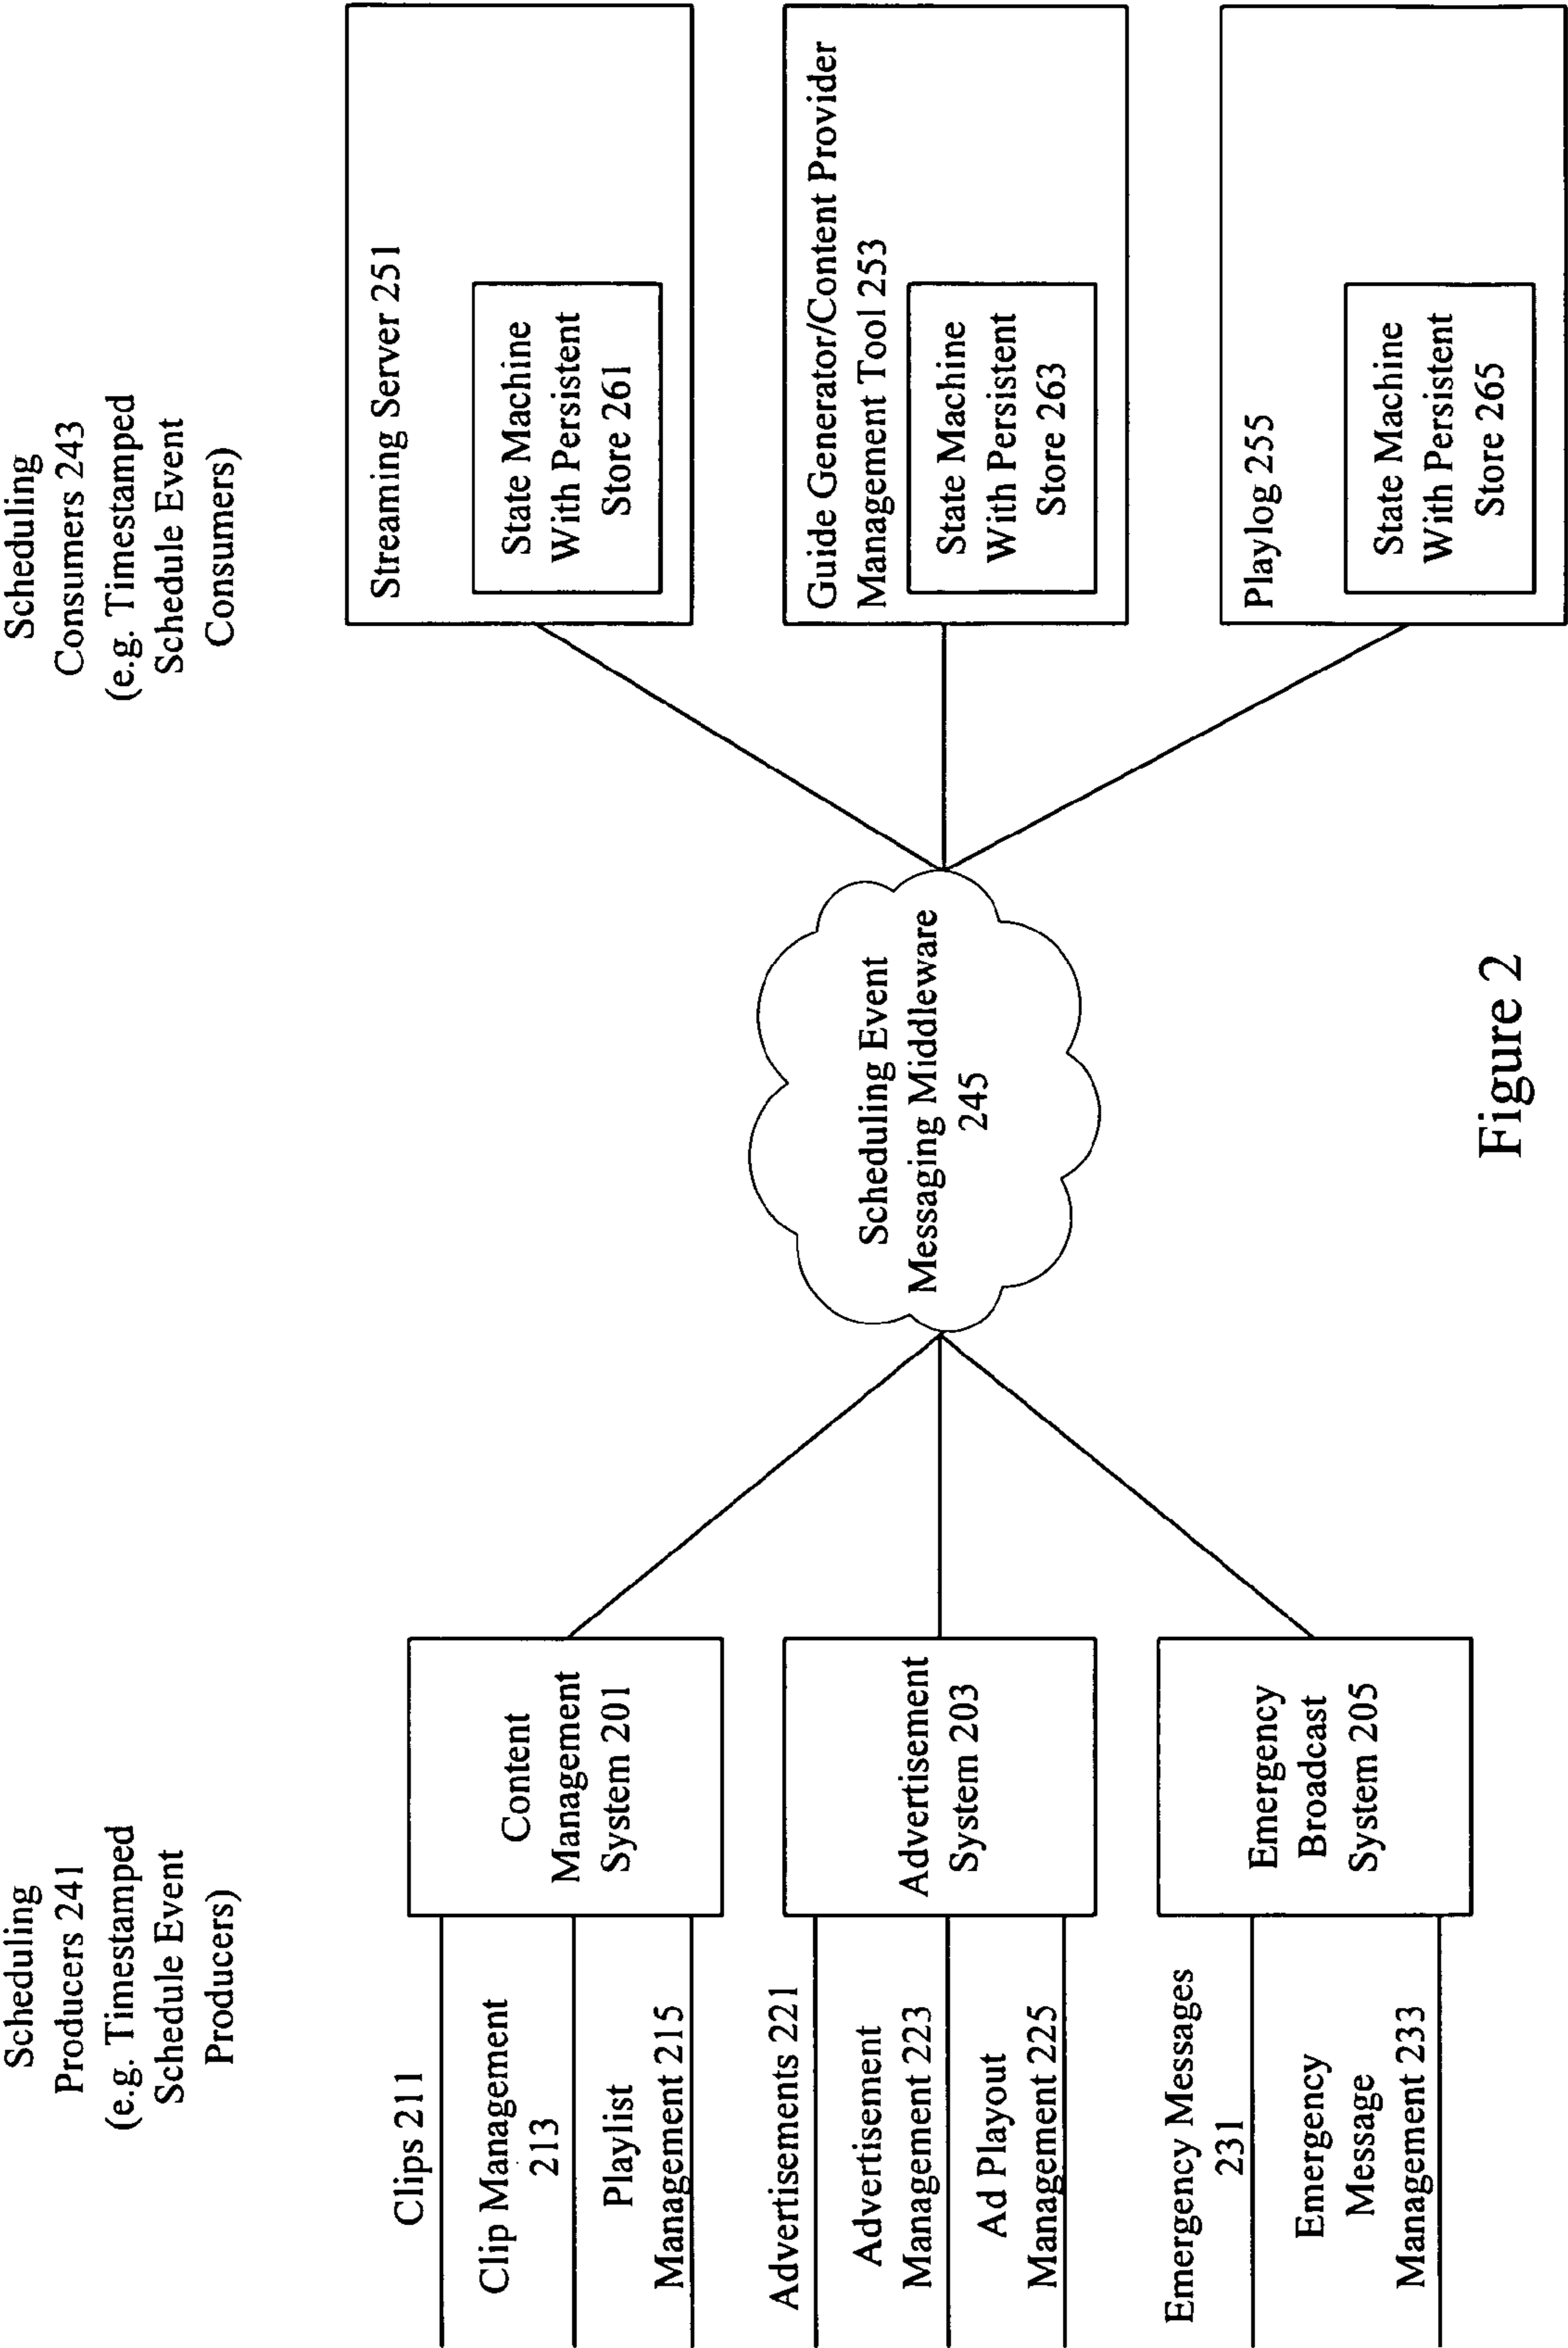 Scheduling
Producers 241
(e.g. Timestamped
Schedule Event
Producers)
Clips 211
Clip Management
213
Playlist
Management 215
Content
Management
System 201
Advertisements 221
Advertisement
Management 223
Ad Playout
Management 225
Advertisement
System 203
Emergency Messages
231
Emergency
Message
Management 233
Emergency
Broadcast
System 205
Scheduling Event
Messaging Middleware
245
Scheduling
Consumers 243
(e.g. Timestamped
Schedule Event
Consumers)
Streaming Server 251
State Machine
With Persistent
Store 261
Guide Generator/Content Provider
Management Tool 253
State Machine
With Persistent
Store 263
Playlog 255
State Machine
With Persistent
Store 265
Figure 2